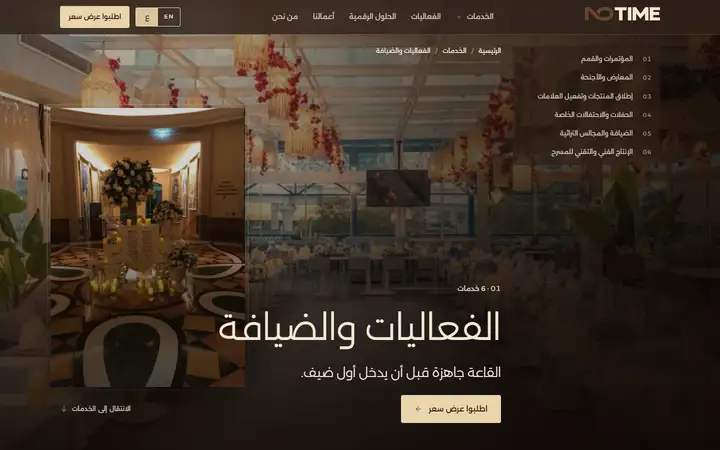 NOTIME
الخدمات
الفعاليات
الحلول الرقمية
أعمالنا
من نحن
EN
ع
اطلبوا عرض سعر
الرئيسية / الخدمات / الفعاليات والضيافة
01 المؤتمرات والقمم
02 المعارض والأجنحة
03 إطلاق المنتجات وتفعيل العلامات
04 الحفلات والاحتفالات الخاصة
05 الضيافة والمجالس التراثية
06 الإنتاج الفني والتقني للمسرح
01 · 6 خدمات
الفعاليات والضيافة
القاعة جاهزة قبل أن يدخل أول ضيف.
اطلبوا عرض سعر ←
الانتقال إلى الخدمات ↓